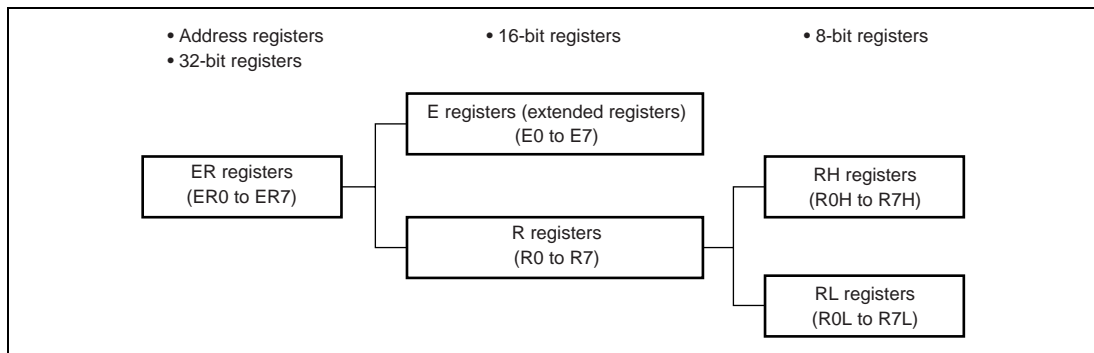 • Address registers
• 32-bit registers
• 16-bit registers
• 8-bit registers
E registers (extended registers)
(E0 to E7)
ER registers
(ER0 to ER7)
RH registers
(R0H to R7H)
R registers
(R0 to R7)
RL registers
(R0L to R7L)